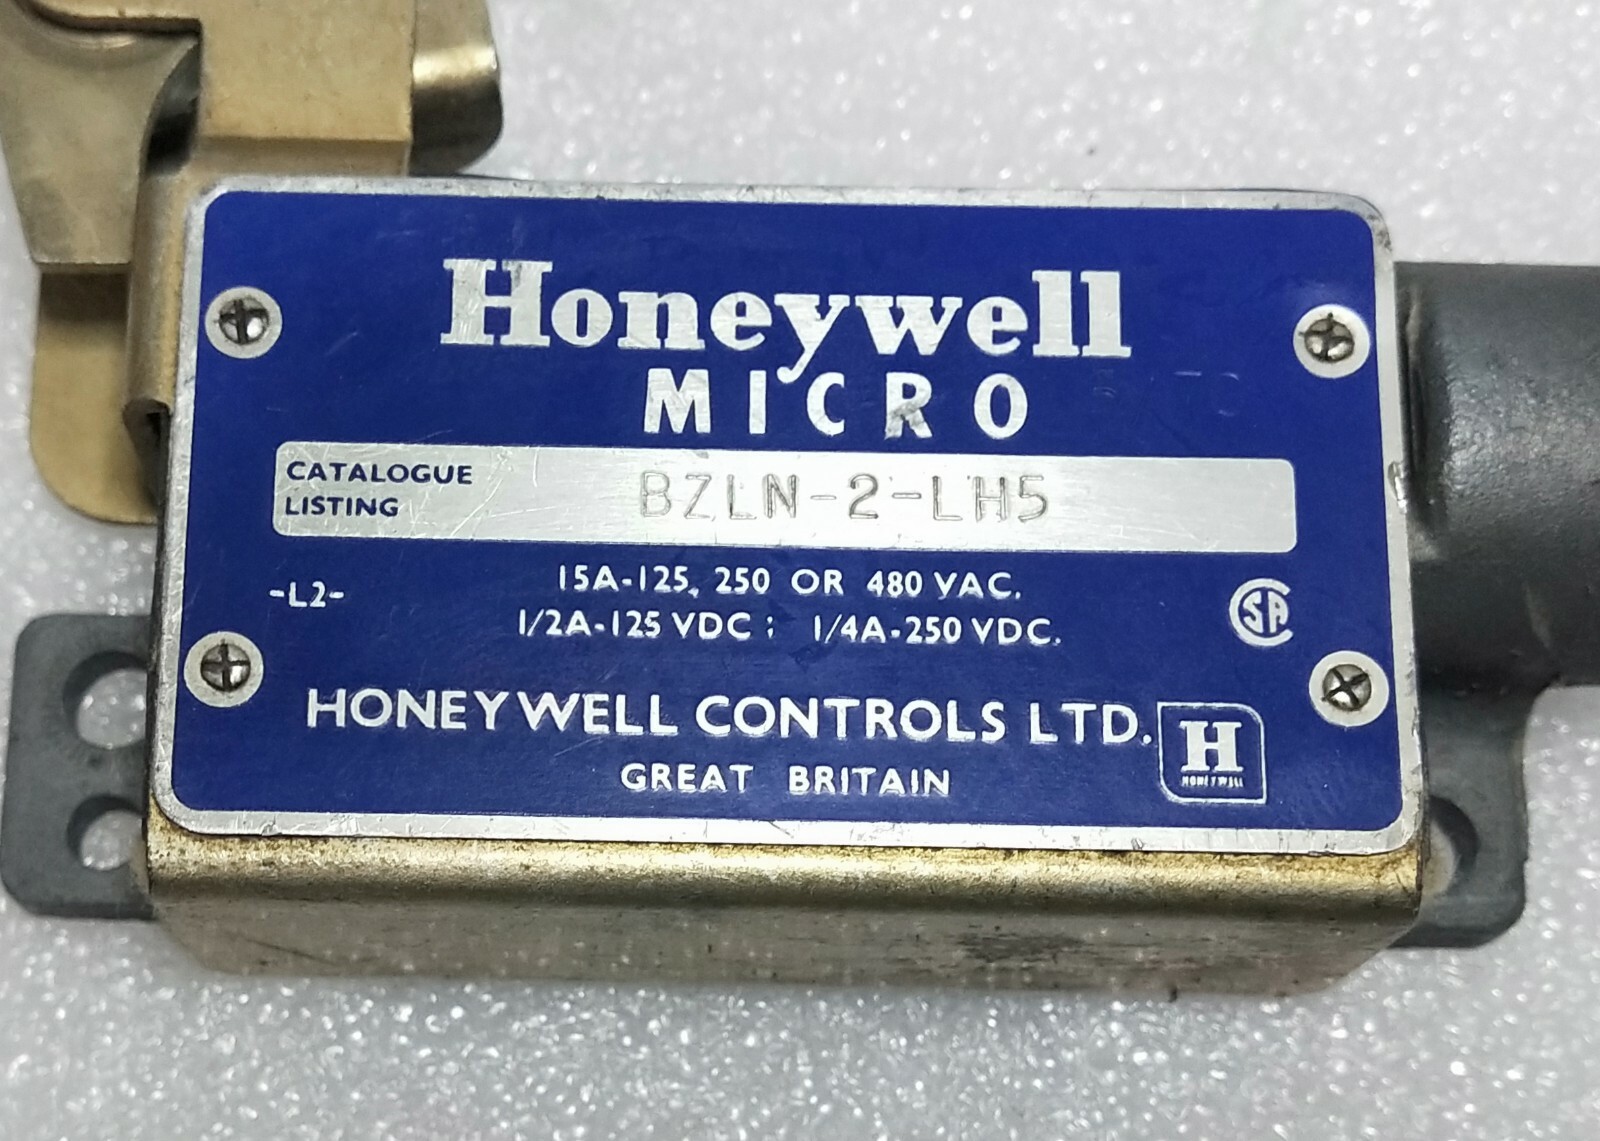 Honeywell
MICRO
CATALOGUE
LISTING
BZLN-2-LH5
-L2-
15A-125, 250 OR 480 VAC.
1/2A-125 VDC; 1/4A-250 VDC.
SA
HONEYWELL CONTROLS LTD.
GREAT BRITAIN
H
HONEYWELL